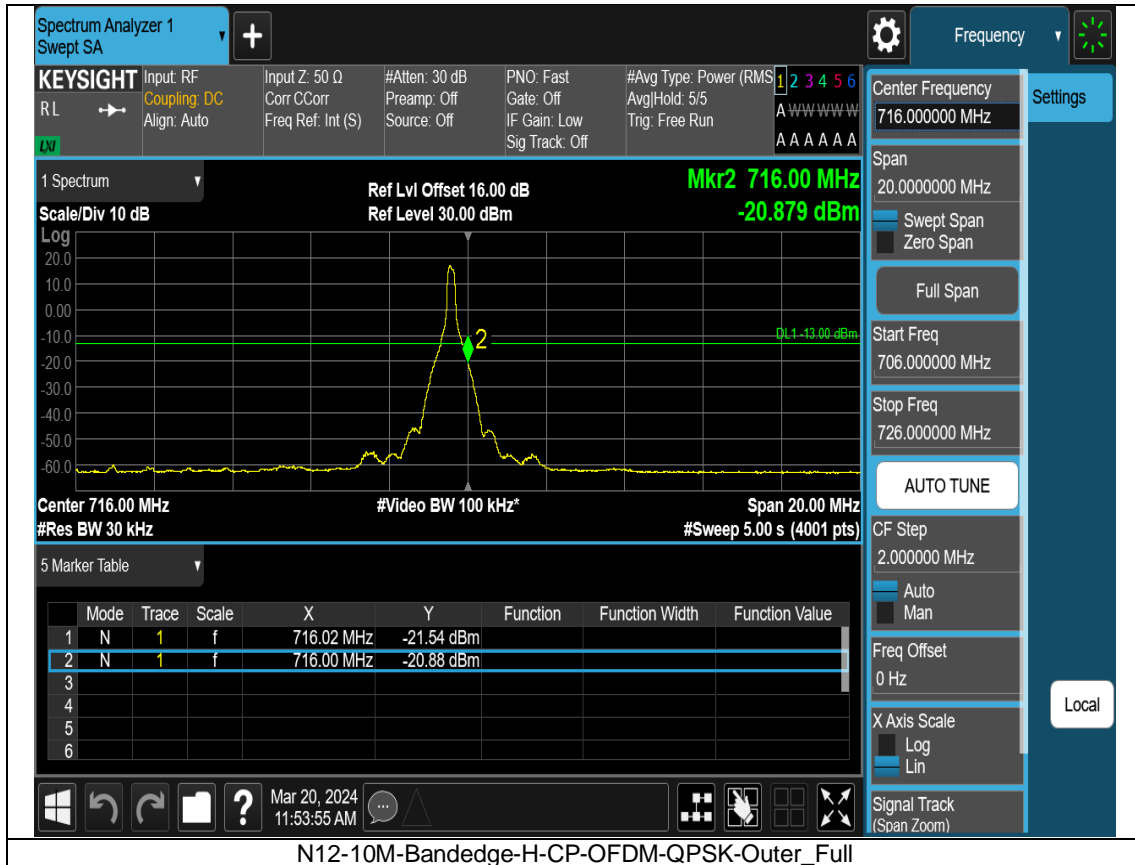 Spectrum Analyzer 1
Swept SA
Frequency
KEYSIGHT
RL
LXI
Input: RF
Coupling: DC
Align: Auto
Input Z: 50 Ω
Corr CCorr
Freq Ref: Int (S)
#Atten: 30 dB
Preamp: Off
Source: Off
PNO: Fast
Gate: Off
IF Gain: Low
Sig Track: Off
#Avg Type: Power (RMS
Avg|Hold: 5/5
Trig: Free Run
1 2 3 4 5 6
A W W W W W
A A A A A A
1 Spectrum
Scale/Div 10 dB
Ref Lvl Offset 16.00 dB
Ref Level 30.00 dBm
Mkr2 716.00 MHz
-20.879 dBm
Log
20.0
10.0
0.00
-10.0
-20.0
-30.0
-40.0
-50.0
-60.0
2
DL1 -13.00 dBm
Center 716.00 MHz
#Video BW 100 kHz*
Span 20.00 MHz
#Res BW 30 kHz
#Sweep 5.00 s (4001 pts)
5 Marker Table
Mode Trace Scale X Y Function Function Width Function Value
1 N 1 f 716.02 MHz -21.54 dBm
2 N 1 f 716.00 MHz -20.88 dBm
3
4
5
6
Mar 20, 2024
11:53:55 AM
Center Frequency
716.000000 MHz
Settings
Span
20.0000000 MHz
Swept Span
Zero Span
Full Span
Start Freq
706.000000 MHz
Stop Freq
726.000000 MHz
AUTO TUNE
CF Step
2.000000 MHz
Auto
Man
Freq Offset
0 Hz
Local
X Axis Scale
Log
Lin
Signal Track
(Span Zoom)
N12-10M-Bandedge-H-CP-OFDM-QPSK-Outer_Full